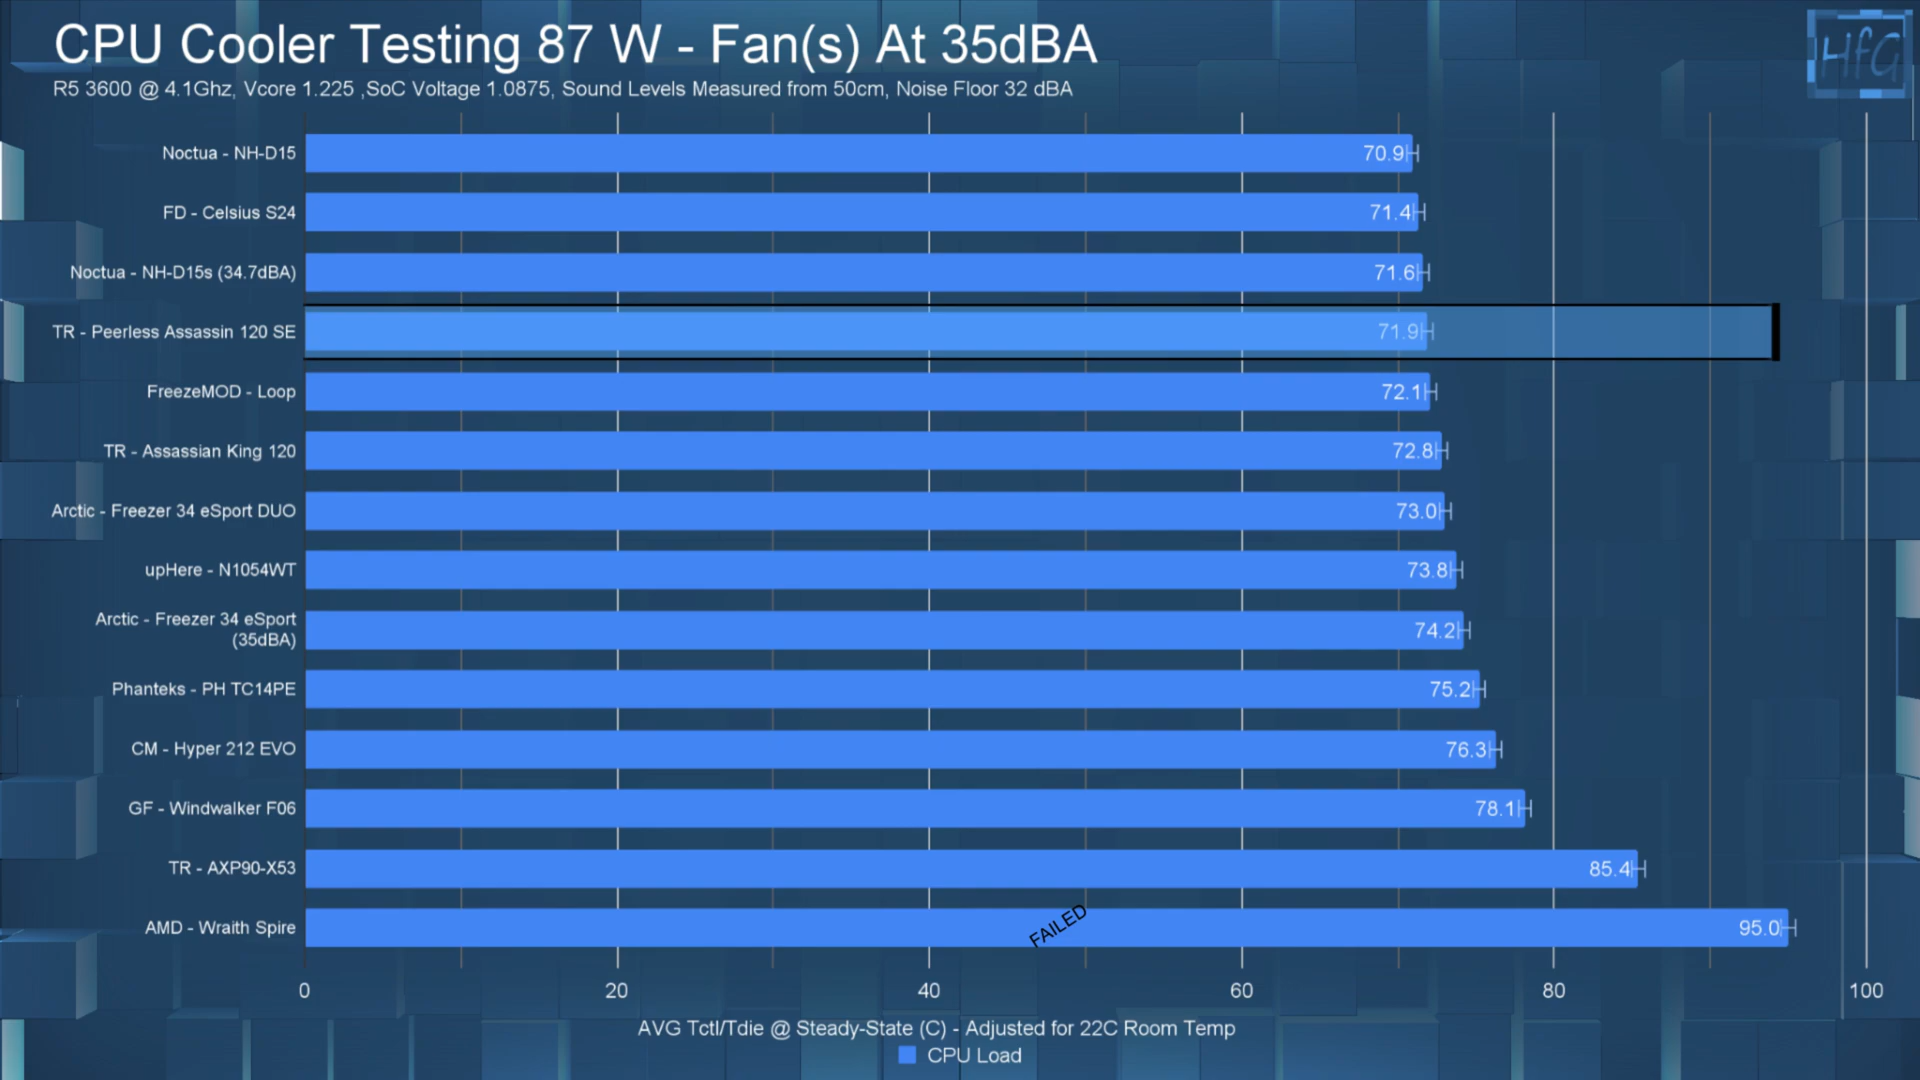 CPU Cooler Testing 87 W - Fan(s) At 35dBA
HfG
R5 3600 @ 4.1Ghz, Vcore 1.225 ,SoC Voltage 1.0875, Sound Levels Measured from 50cm, Noise Floor 32 dBA
Noctua - NH-D15 70.9
FD - Celsius S24 71.4
Noctua - NH-D15s (34.7dBA) 71.6
TR - Peerless Assassin 120 SE 71.9
FreezeMOD - Loop 72.1
TR - Assassian King 120 72.8
Arctic - Freezer 34 eSport DUO 73.0
upHere - N1054WT 73.8
Arctic - Freezer 34 eSport
(35dBA) 74.2
Phanteks - PH TC14PE 75.2
CM - Hyper 212 EVO 76.3
GF - Windwalker F06 78.1
TR - AXP90-X53 85.4
AMD - Wraith Spire FAILED 95.0
0 20 40 60 80 100
AVG Tctl/Tdie @ Steady-State (C) - Adjusted for 22C Room Temp
CPU Load